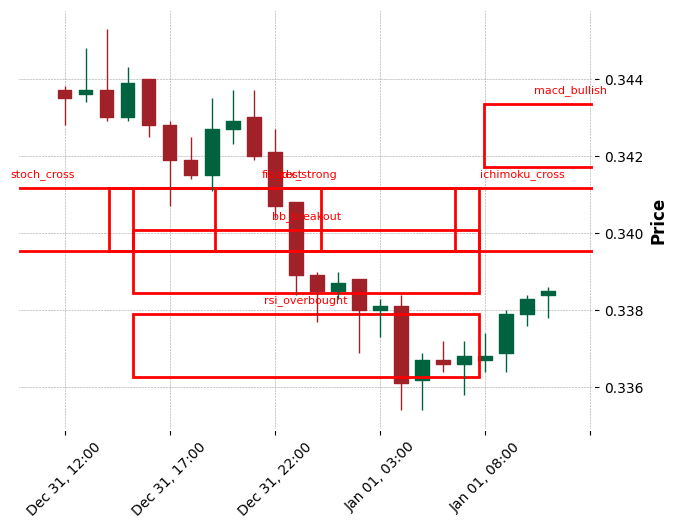 macd_bullish
0.344
stoch_cross
_strong
ichimoku_cross
0.342
bb_breakout
0.340
Price
rsi_overbought
0.338
0.336
Dec 31, 12:00
Dec 31, 17:00
Dec 31, 22:00
Jan 01, 03:00
Jan 01, 08:00